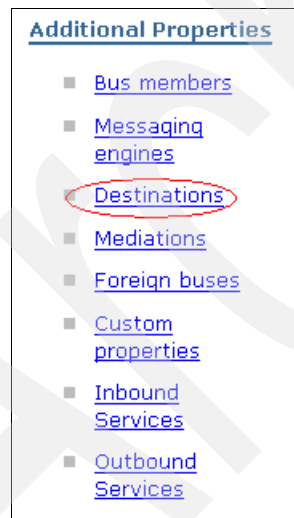 Additional Properties
Bus members
Messaging
engines
Destinations
Mediations
Foreign buses
Custom
properties
Inbound
Services
Outbound
Services